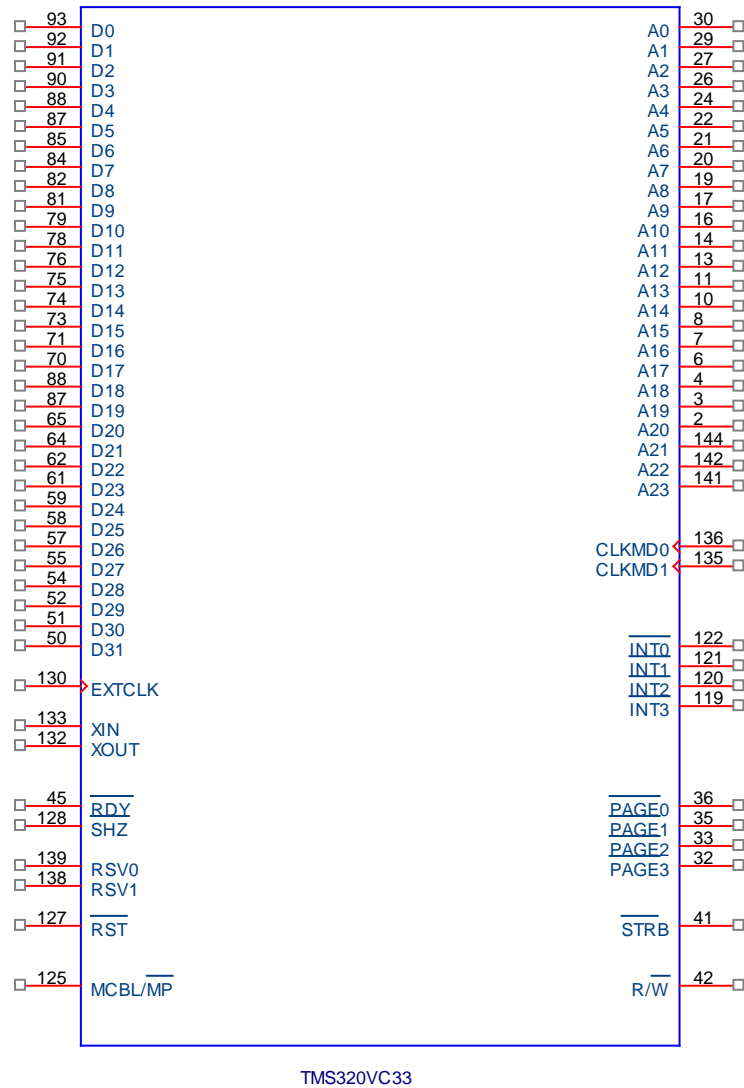 93 D0 A0 30
92 D1 A1 29
91 D2 A2 27
90 D3 A3 26
88 D4 A4 24
87 D5 A5 22
85 D6 A6 21
84 D7 A7 20
82 D8 A8 19
81 D9 A9 17
79 D10 A10 16
78 D11 A11 14
76 D12 A12 13
75 D13 A13 11
74 D14 A14 10
73 D15 A15 8
71 D16 A16 7
70 D17 A17 6
88 D18 A18 4
87 D19 A19 3
65 D20 A20 2
64 D21 A21 144
62 D22 A22 142
61 D23 A23 141
59 D24
58 D25
57 D26 CLKMD0 136
55 D27 CLKMD1 135
54 D28
52 D29
51 D30
50 D31 INT0 122
INT1 121
130 EXTCLK INT2 120
INT3 119
133 XIN
132 XOUT
45 RDY PAGE0 36
128 SHZ PAGE1 35
PAGE2 33
139 RSV0 PAGE3 32
138 RSV1
127 RST STRB 41
125 MCBL/MP R/W 42
TMS320VC33